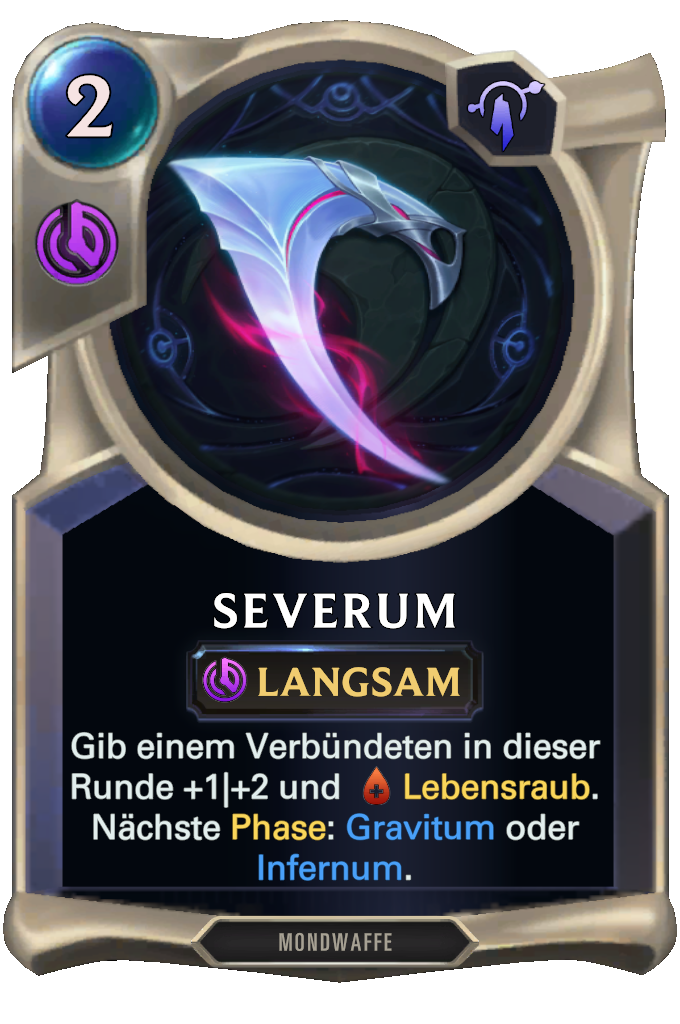 2
SEVERUM
LANGSAM
Gib einem Verbündeten in dieser
Runde +1|+2 und Lebensraub.
Nächste Phase: Gravitum oder
Infernum.
MONDWAFFE